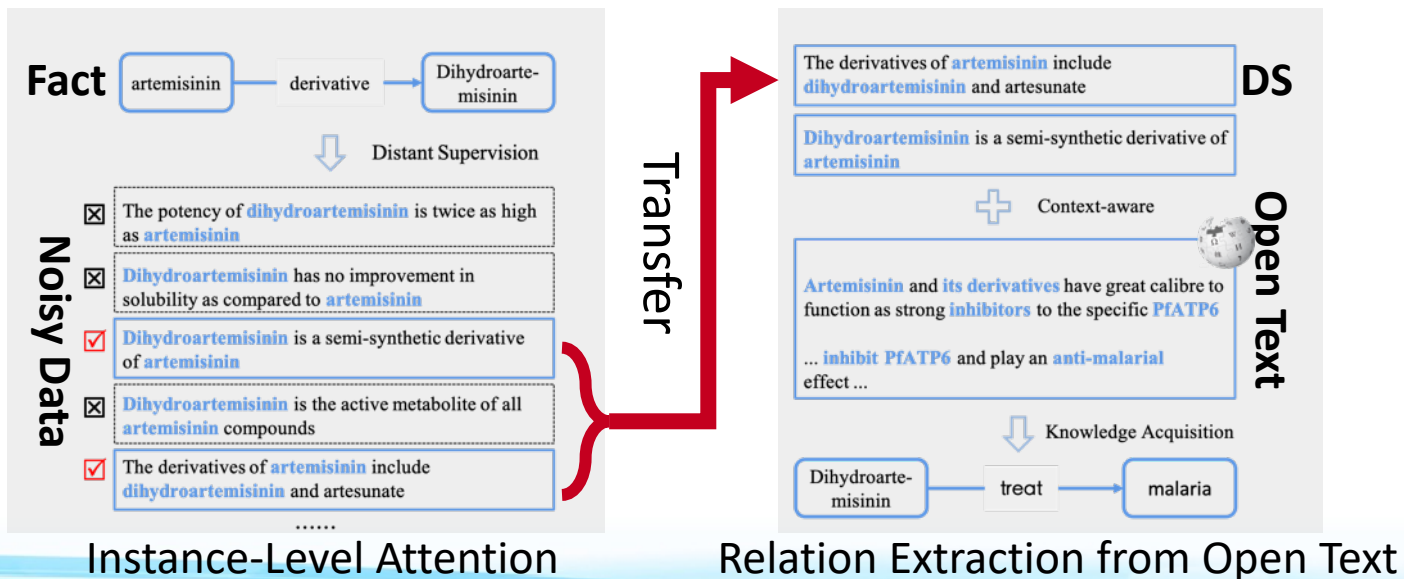 Fact
artemisinin
derivative
Dihydroarte-
misinin
Distant Supervision
Noisy Data
The potency of dihydroartemisinin is twice as high
as artemisinin
Dihydroartemisinin has no improvement in
solubility as compared to artemisinin
Dihydroartemisinin is a semi-synthetic derivative
of artemisinin
Dihydroartemisinin is the active metabolite of all
artemisinin compounds
The derivatives of artemisinin include
dihydroartemisinin and artesunate
......
Instance-Level Attention
Transfer
The derivatives of artemisinin include
dihydroartemisinin and artesunate
DS
Dihydroartemisinin is a semi-synthetic derivative of
artemisinin
Context-aware
Open Text
Artemisinin and its derivatives have great calibre to
function as strong inhibitors to the specific PfATP6
... inhibit PfATP6 and play an anti-malarial
effect ...
Knowledge Acquisition
Dihydroarte-
misinin
treat
malaria
Relation Extraction from Open Text